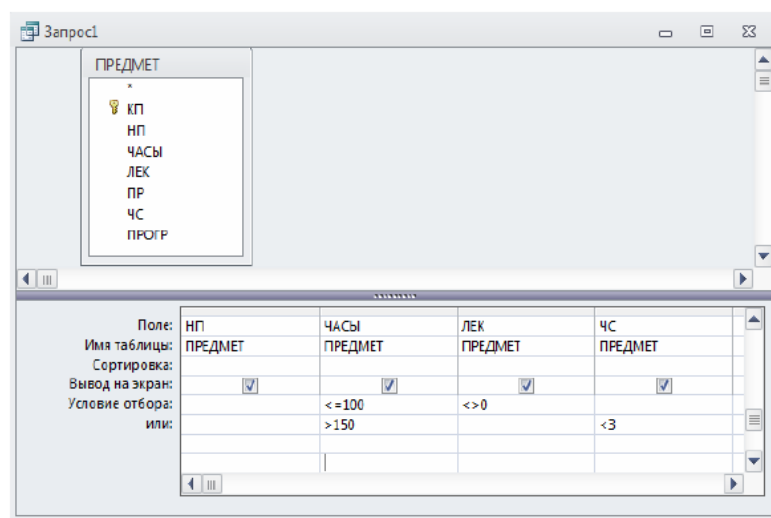 Запрос1
ПРЕДМЕТ
*
КП
НП
ЧАСЫ
ЛЕК
ПР
ЧС
ПРОГР
Поле: НП ЧАСЫ ЛЕК ЧС
Имя таблицы: ПРЕДМЕТ ПРЕДМЕТ ПРЕДМЕТ ПРЕДМЕТ
Сортировка:
Вывод на экран:
Условие отбора: <=100 <>0
или: >150 <3